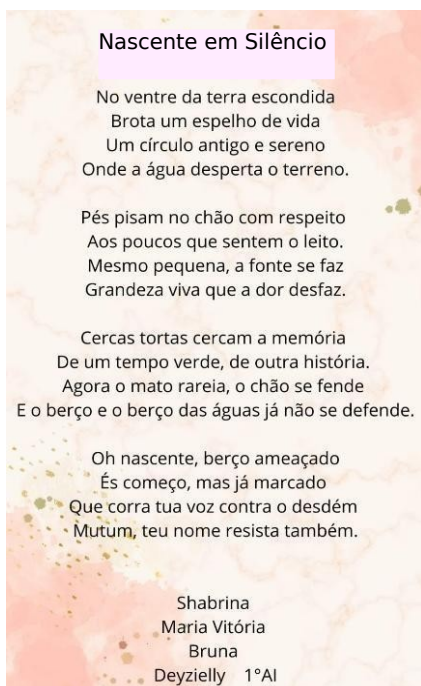 Nascente em Silêncio
No ventre da terra escondida
Brota um espelho de vida
Um círculo antigo e sereno
Onde a água desperta o terreno.
Pés pisam no chão com respeito
Aos poucos que sentem o leito.
Mesmo pequena, a fonte se faz
Grandeza viva que a dor desfaz.
Cercas tortas cercam a memória
De um tempo verde, de outra história.
Agora o mato rareia, o chão se fende
E o berço e o berço das águas já não se defende.
Oh nascente, berço ameaçado
És começo, mas já marcado
Que corra tua voz contra o desdém
Mutum, teu nome resista também.
Shabrina
Maria Vitória
Bruna
Deyzielly 1°AI